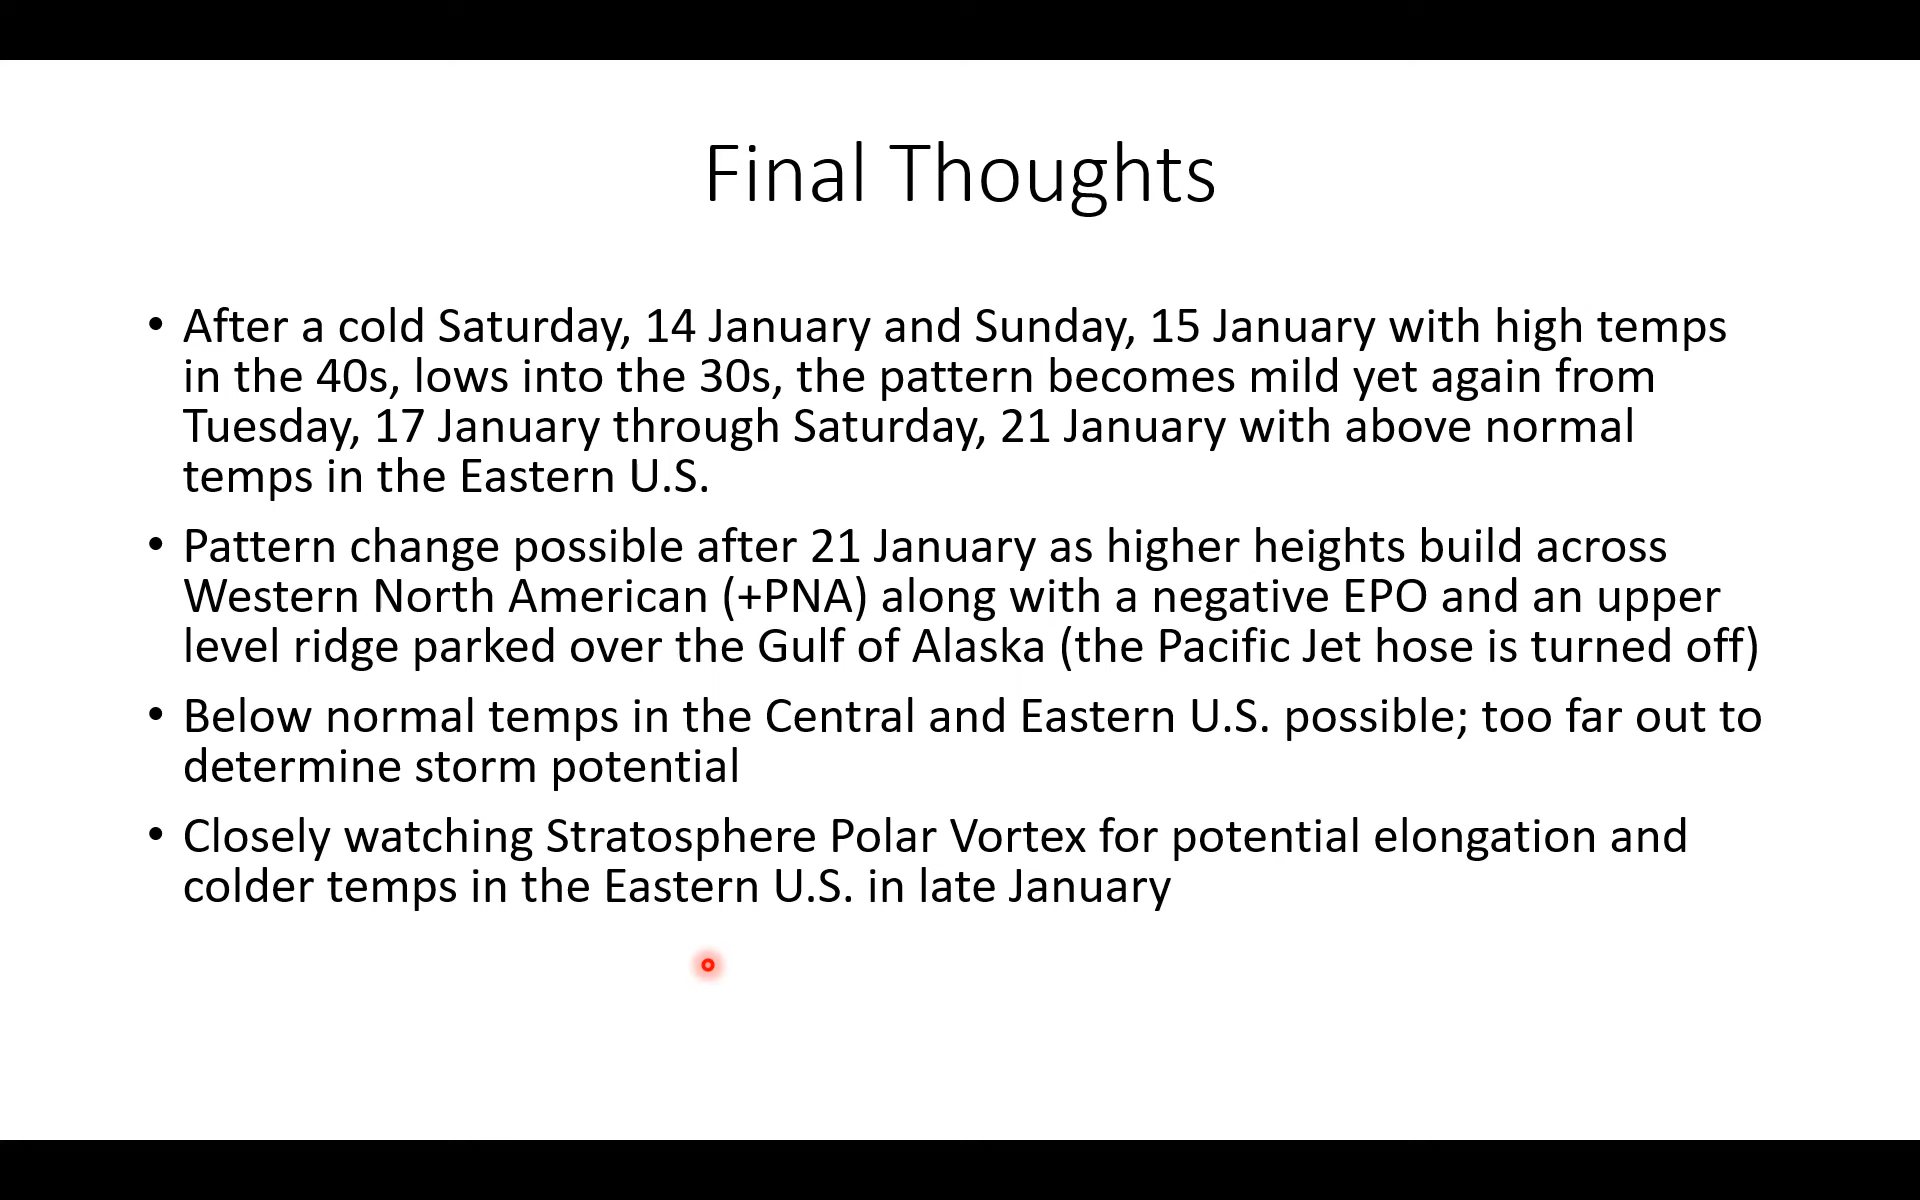 Final Thoughts
• After a cold Saturday, 14 January and Sunday, 15 January with high temps
in the 40s, lows into the 30s, the pattern becomes mild yet again from
Tuesday, 17 January through Saturday, 21 January with above normal
temps in the Eastern U.S.
• Pattern change possible after 21 January as higher heights build across
Western North American (+PNA) along with a negative EPO and an upper
level ridge parked over the Gulf of Alaska (the Pacific Jet hose is turned off)
• Below normal temps in the Central and Eastern U.S. possible; too far out to
determine storm potential
• Closely watching Stratosphere Polar Vortex for potential elongation and
colder temps in the Eastern U.S. in late January